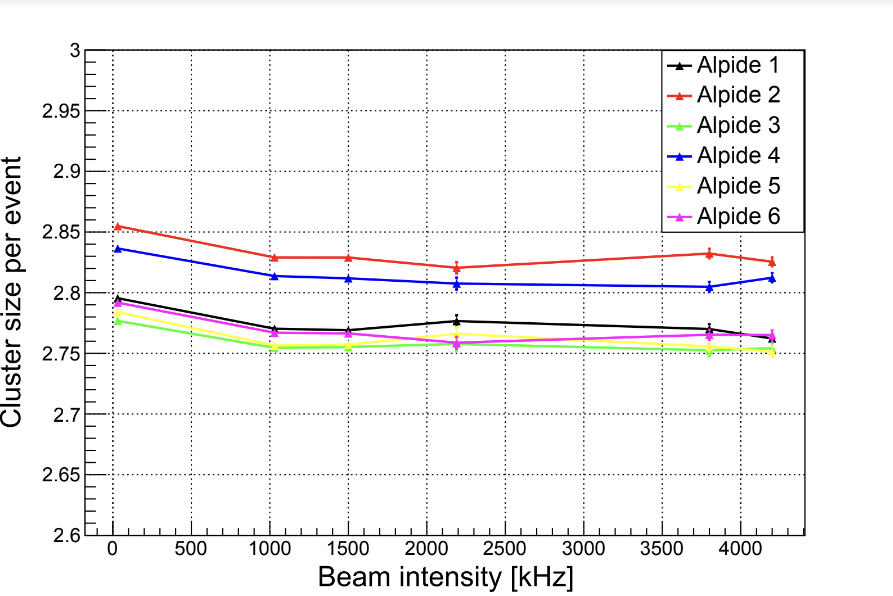 3
2.95
2.9
2.85
2.8
2.75
2.7
2.65
2.6
Cluster size per event
Alpide 1
Alpide 2
Alpide 3
Alpide 4
Alpide 5
Alpide 6
0 500 1000 1500 2000 2500 3000 3500 4000
Beam intensity [kHz]